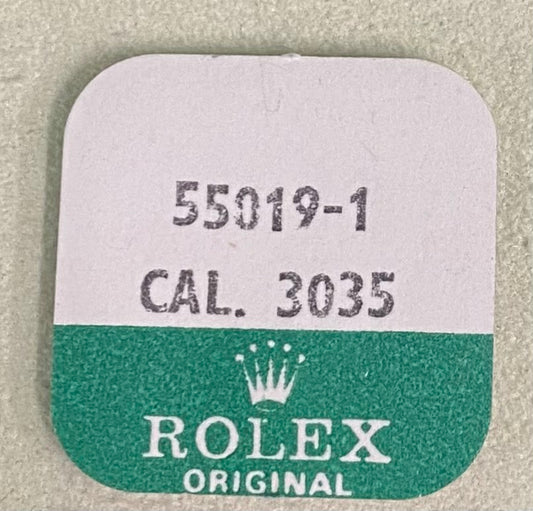 55019-1
CAL. 3035
ROLEX
ORIGINAL